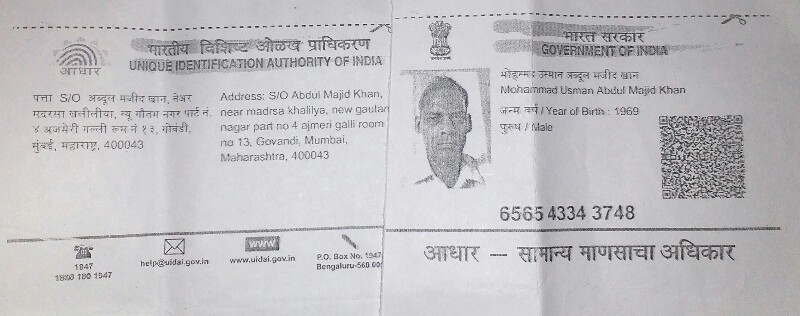 भारतीय विशिष्ट ओळख प्राधिकरण
UNIQUE IDENTIFICATION AUTHORITY OF INDIA
आधार
पत्ता S/O अब्दुल मजीद खान, नेअर
मदरसा खलीलीया, न्यू गौतम नगर पार्ट नं.
४ अजमेरी गल्ली रूम नं १३, गोवंडी,
मुंबई, महाराष्ट्र, 400043
Address: S/O Abdul Majid Khan,
near madrsa khalilya, new gautan
nagar part no 4 ajmeri galli room
no 13, Govandi, Mumbai,
Maharashtra, 400043
1947
1800 180 1947
help@uidai.gov.in
www
www.uidai.gov.in
P.O. Box No. 1947
Bengaluru-560 00
भारत सरकार
GOVERNMENT OF INDIA
मोहम्मद उस्मान अब्दुल मजीद खान
Mohammad Usman Abdul Majid Khan
जन्म वर्ष / Year of Birth : 1969
पुरुष / Male
6565 4334 3748
आधार — सामान्य माणसाचा अधिकार